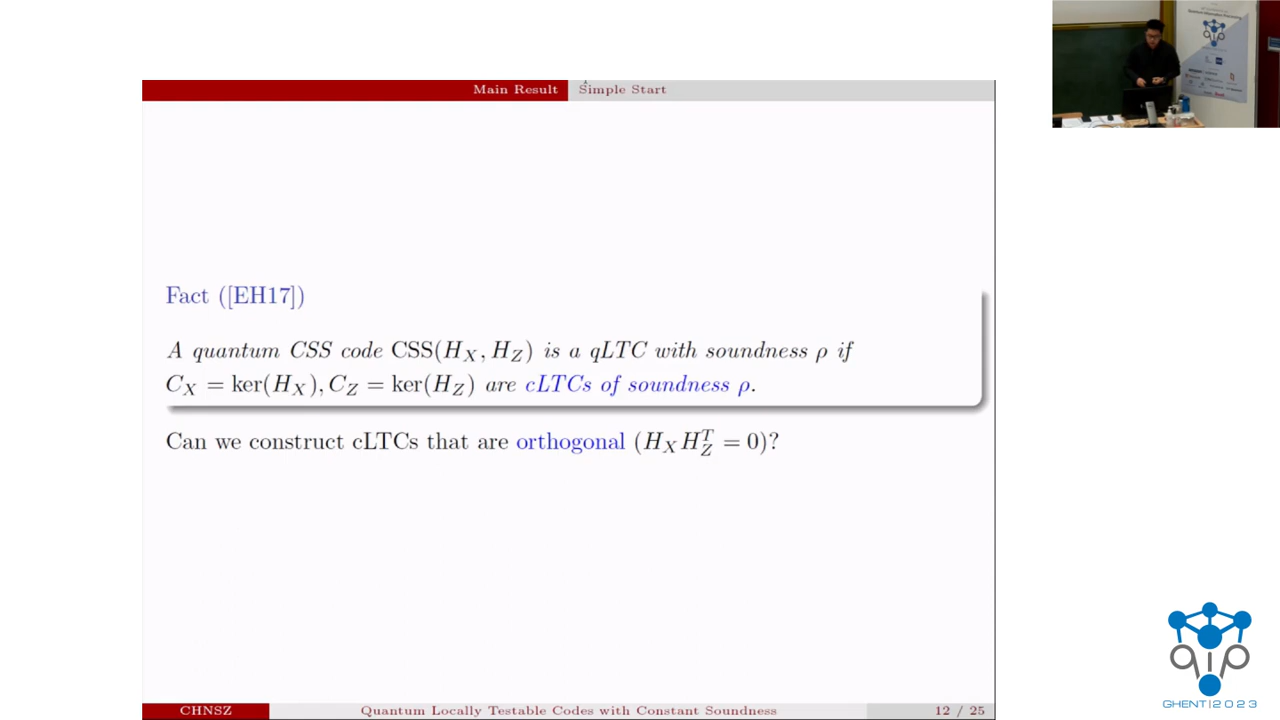 Main Result Simple Start
Fact ([EH17])
A quantum CSS code CSS(H_X, H_Z) is a qLTC with soundness ρ if
C_X = ker(H_X), C_Z = ker(H_Z) are cLTCs of soundness ρ.
Can we construct cLTCs that are orthogonal (H_X H_Z^T = 0)?
CHNSZ Quantum Locally Testable Codes with Constant Soundness 12 / 25
qip
GHENT|2023